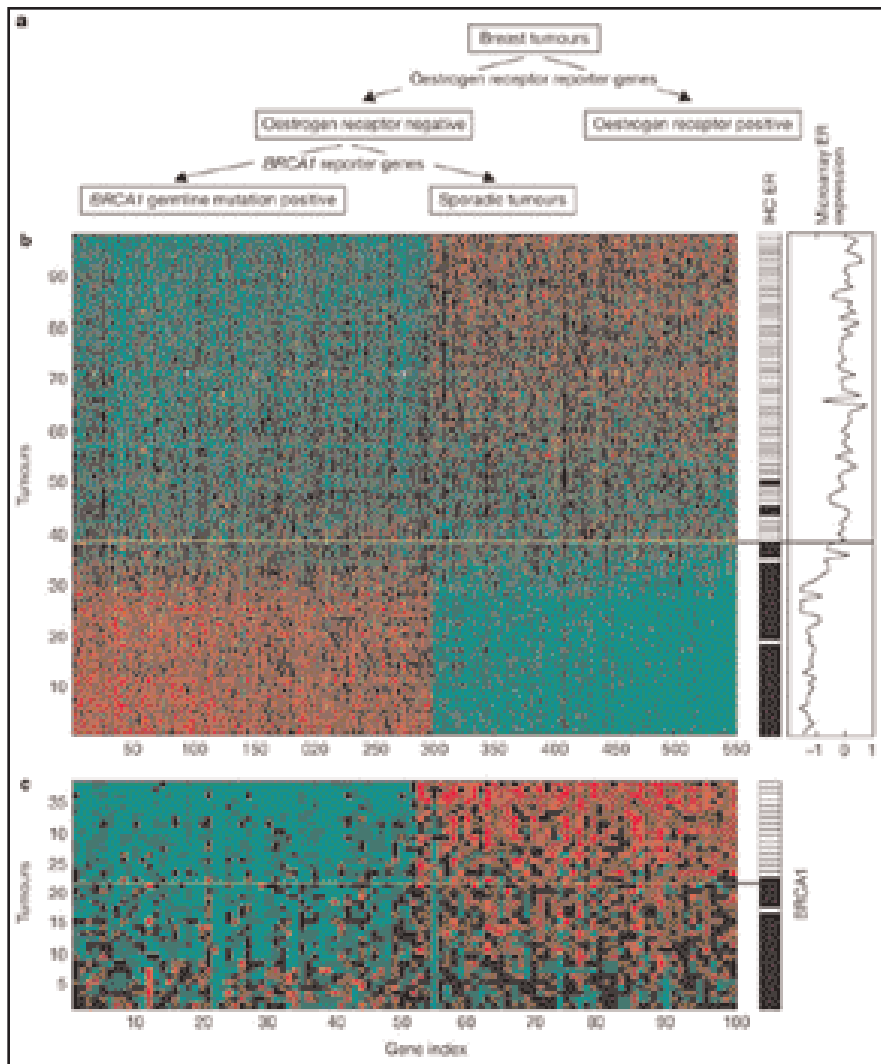 a
Breast tumours
Oestrogen receptor reporter genes
Oestrogen receptor negative
Oestrogen receptor positive
BRCA1 reporter genes
BRCA1 germline mutation positive
Sporadic tumours
IHC ER
Microarray ER
expression
b
90
80
70
60
50
40
30
20
10
Tumours
50 100 150 200 250 300 350 400 450 500 550
-1 0 1
c
35
30
25
20
15
10
5
Tumours
BRCA1
10 20 30 40 50 60 70 80 90 100
Gene index